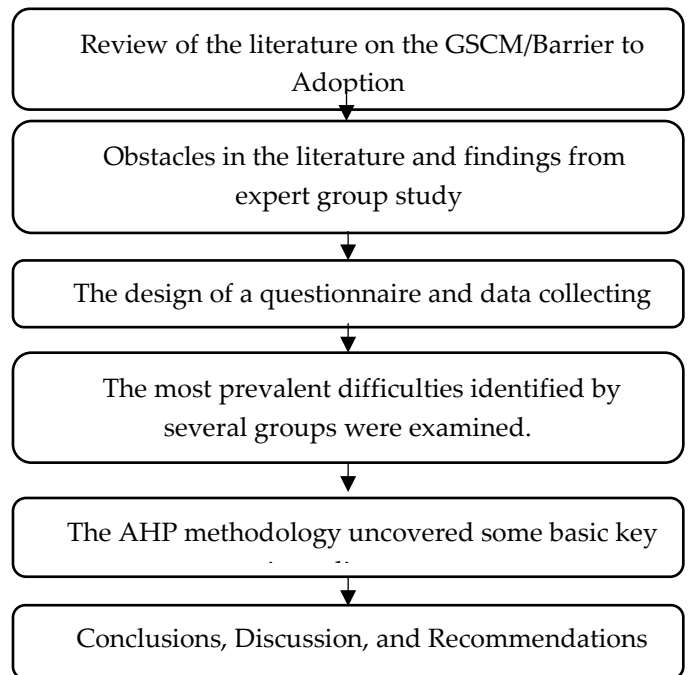 Review of the literature on the GSCM/Barrier to
Adoption
Obstacles in the literature and findings from
expert group study
The design of a questionnaire and data collecting
The most prevalent difficulties identified by
several groups were examined.
The AHP methodology uncovered some basic key
Conclusions, Discussion, and Recommendations